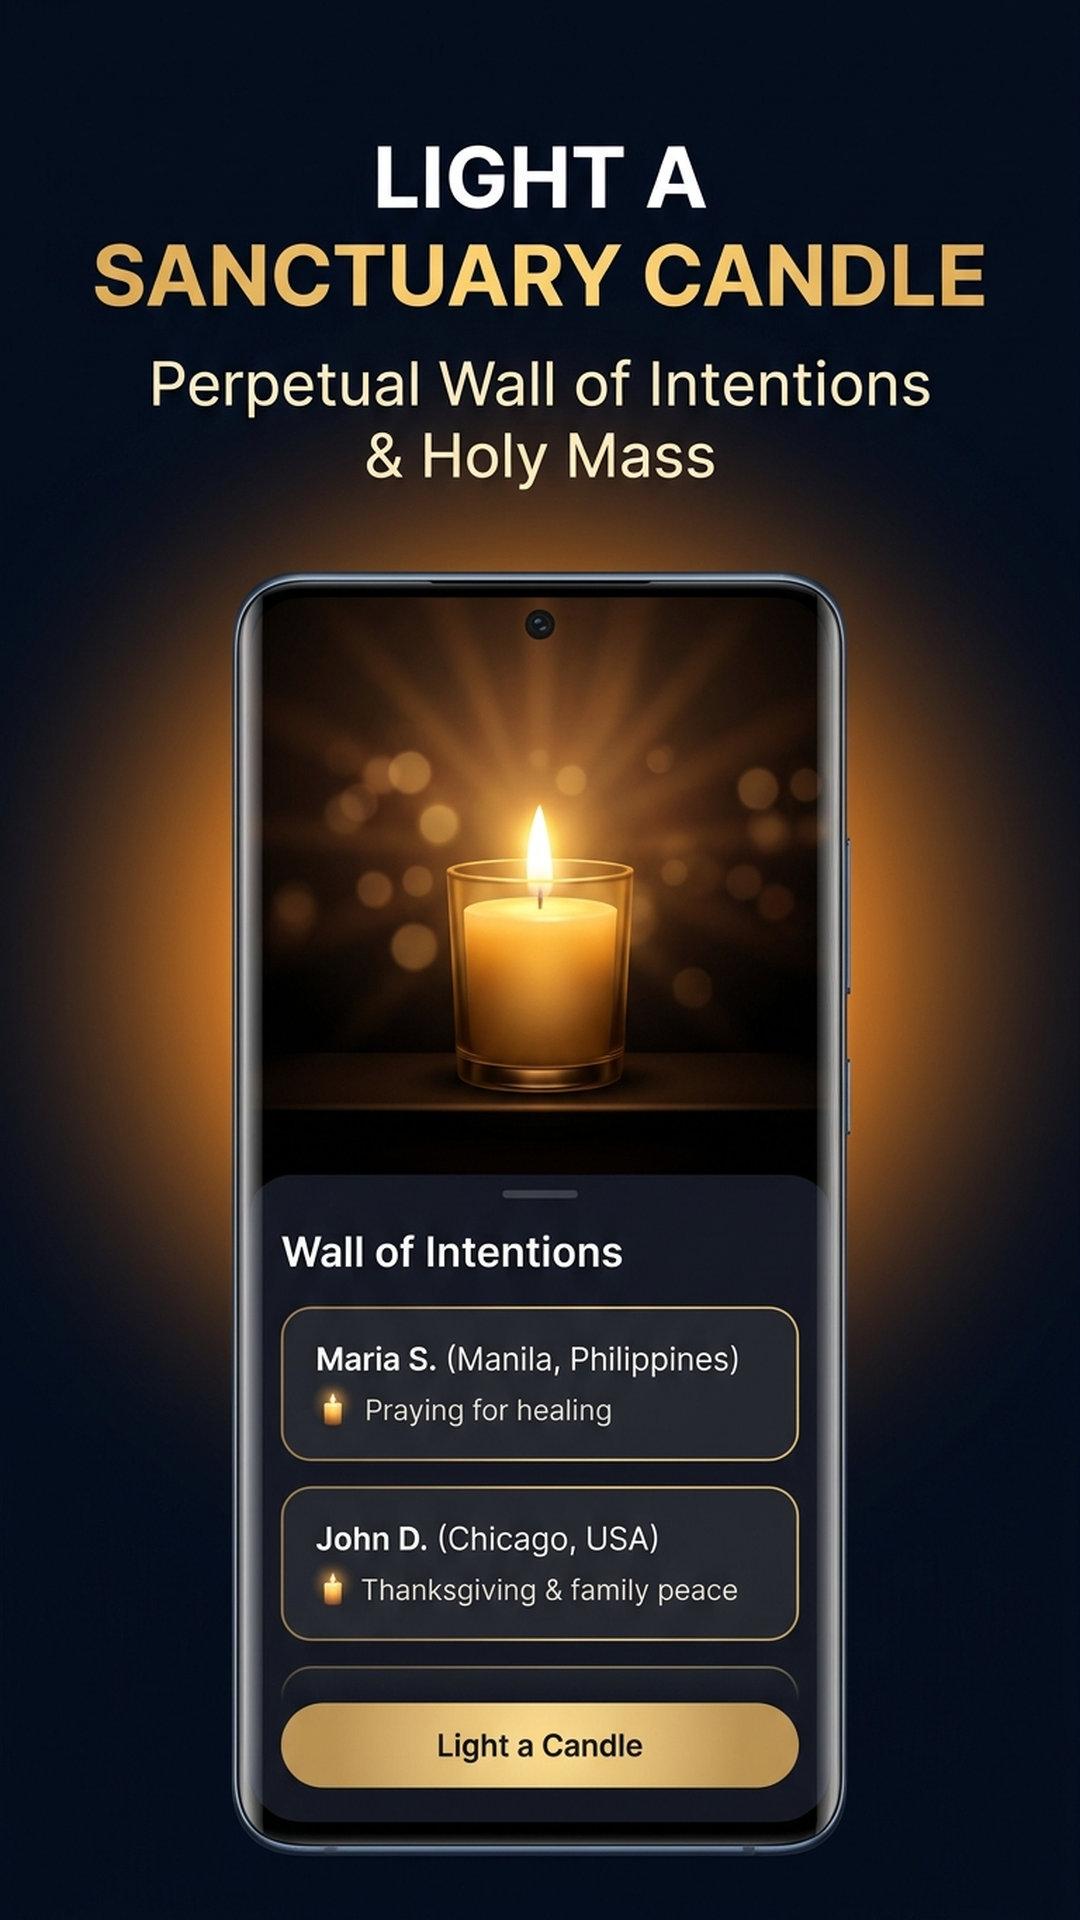 LIGHT A
SANCTUARY CANDLE
Perpetual Wall of Intentions
& Holy Mass
Wall of Intentions
Maria S. (Manila, Philippines)
Praying for healing
John D. (Chicago, USA)
Thanksgiving & family peace
Light a Candle